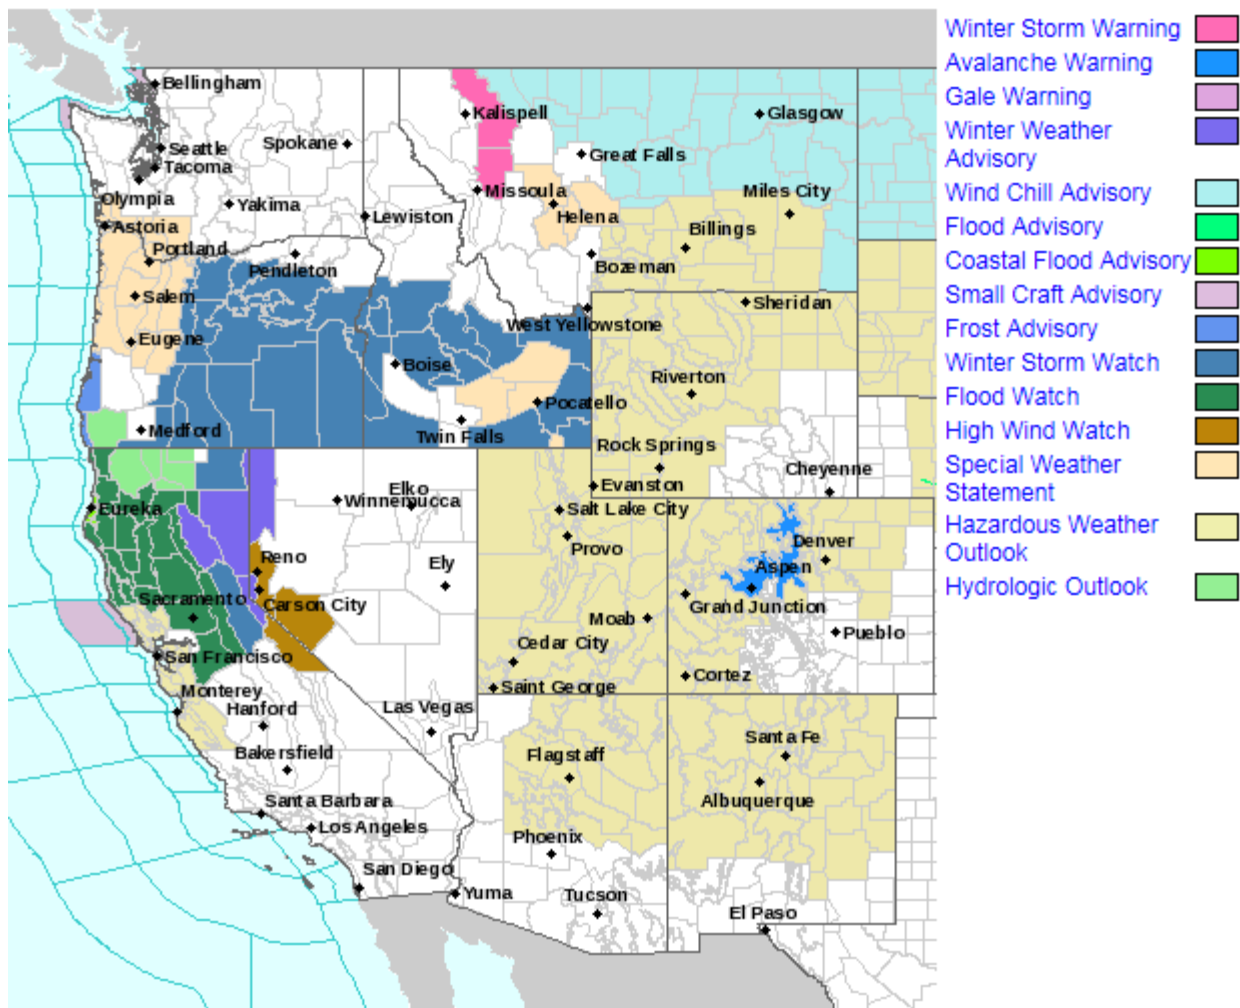 Bellingham
Seattle
Tacoma
Olympia
Spokane
Yakima
Lewiston
Kalispell
Glasgow
Great Falls
Missoula
Helena
Miles City
Billings
Bozeman
Astoria
Portland
Pendleton
Salem
Eugene
Medford
West Yellowstone
Sheridan
Boise
Pocatello
Twin Falls
Riverton
Rock Springs
Cheyenne
Evanston
Eureka
Elko
Winnemucca
Salt Lake City
Provo
Denver
Aspen
Reno
Ely
Sacramento
Carson City
Grand Junction
Moab
Pueblo
San Francisco
Cedar City
Cortez
Saint George
Monterey
Hanford
Las Vegas
Bakersfield
Flagstaff
Santa Fe
Albuquerque
Santa Barbara
Los Angeles
Phoenix
San Diego
Yuma
Tucson
El Paso
Winter Storm Warning
Avalanche Warning
Gale Warning
Winter Weather
Advisory
Wind Chill Advisory
Flood Advisory
Coastal Flood Advisory
Small Craft Advisory
Frost Advisory
Winter Storm Watch
Flood Watch
High Wind Watch
Special Weather
Statement
Hazardous Weather
Outlook
Hydrologic Outlook